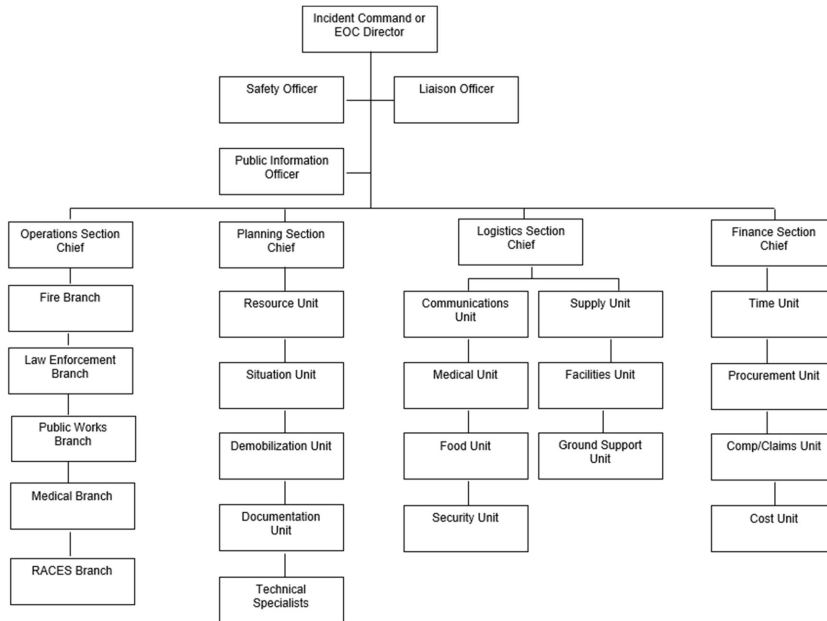 Incident Command or
EOC Director
Safety Officer
Liaison Officer
Public Information
Officer
Operations Section
Chief
Planning Section
Chief
Logistics Section
Chief
Finance Section
Chief
Fire Branch
Resource Unit
Communications
Unit
Supply Unit
Time Unit
Law Enforcement
Branch
Situation Unit
Medical Unit
Facilities Unit
Procurement Unit
Public Works
Branch
Demobilization Unit
Food Unit
Ground Support
Unit
Comp/Claims Unit
Medical Branch
Documentation
Unit
Security Unit
Cost Unit
RACES Branch
Technical
Specialists